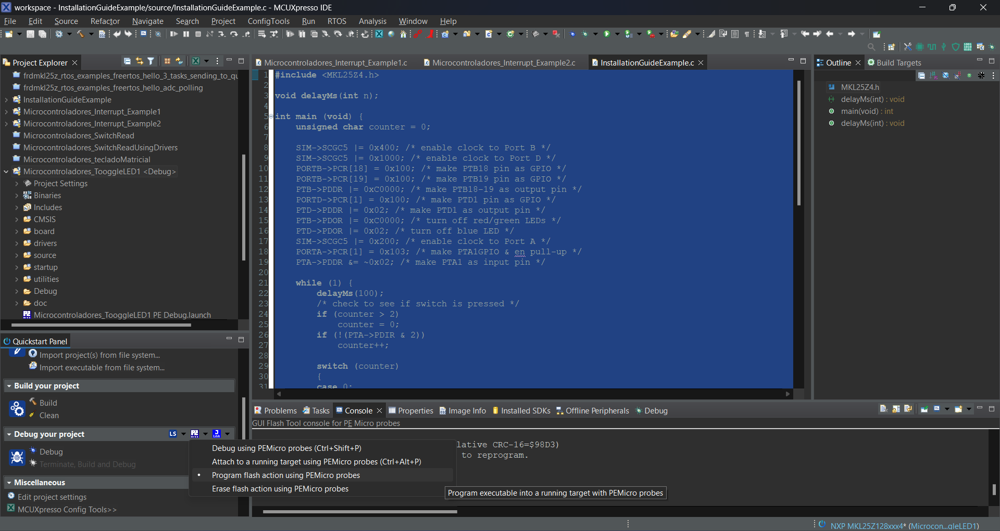 workspace - InstallationGuideExample/source/InstallationGuideExample.c - MCUXpresso IDE
File Edit Source Refactor Navigate Search Project ConfigTools Run RTOS Analysis Window Help
Project Explorer
frdmkl25z_rtos_examples_freertos_hello_3_tasks_sending_to_qu
frdmkl25z_rtos_examples_freertos_hello_adc_polling
InstallationGuideExample
Microcontroladores_Interrupt_Example1
Microcontroladores_Interrupt_Example2
Microcontroladores_SwitchRead
Microcontroladores_SwitchReadUsingDrivers
Microcontroladores_tecladoMatricial
Microcontroladores_TooggleLED1 <Debug>
Project Settings
Binaries
Includes
CMSIS
board
drivers
source
startup
utilities
Debug
doc
Microcontroladores_TooggleLED1 PE Debug.launch
Quickstart Panel
Import project(s) from file system...
Import executable from file system...
Build your project
Build
Clean
Debug your project LS
Debug
Terminate, Build and Debug
Miscellaneous
Edit project settings
MCUXpresso Config Tools>>
Debug using PEMicro probes (Ctrl+Shift+P)
Attach to a running target using PEMicro probes (Ctrl+Alt+P)
• Program flash action using PEMicro probes
Erase flash action using PEMicro probes
Program executable into a running target with PEMicro probes
Microcontroladores_Interrupt_Example1.c Microcontroladores_Interrupt_Example2.c InstallationGuideExample.c
1 #include <MKL25Z4.h>
2
3 void delayMs(int n);
4
5 int main (void) {
6 unsigned char counter = 0;
7
8 SIM->SCGC5 |= 0x400; /* enable clock to Port B */
9 SIM->SCGC5 |= 0x1000; /* enable clock to Port D */
10 PORTB->PCR[18] = 0x100; /* make PTB18 pin as GPIO */
11 PORTB->PCR[19] = 0x100; /* make PTB19 pin as GPIO */
12 PTB->PDDR |= 0xC0000; /* make PTB18-19 as output pin */
13 PORTD->PCR[1] = 0x100; /* make PTD1 pin as GPIO */
14 PTD->PDDR |= 0x02; /* make PTD1 as output pin */
15 PTB->PDOR |= 0xC0000; /* turn off red/green LEDs */
16 PTD->PDOR |= 0x02; /* turn off blue LED */
17 SIM->SCGC5 |= 0x200; /* enable clock to Port A */
18 PORTA->PCR[1] = 0x103; /* make PTA1GPIO & en pull-up */
19 PTA->PDDR &= ~0x02; /* make PTA1 as input pin */
20
21 while (1) {
22 delayMs(100);
23 /* check to see if switch is pressed */
24 if (counter > 2)
25 counter = 0;
26 if (!(PTA->PDIR & 2))
27 counter++;
28
29 switch (counter)
30 {
31 case 0:
Problems Tasks Console Properties Image Info Installed SDKs Offline Peripherals Debug
GUI Flash Tool console for PE Micro probes
lative CRC-16=$98D3)
to reprogram.
Outline Build Targets
MKL25Z4.h
delayMs(int) : void
main(void) : int
delayMs(int) : void
NXP MKL25Z128xxx4* (Microcon...gleLED1)